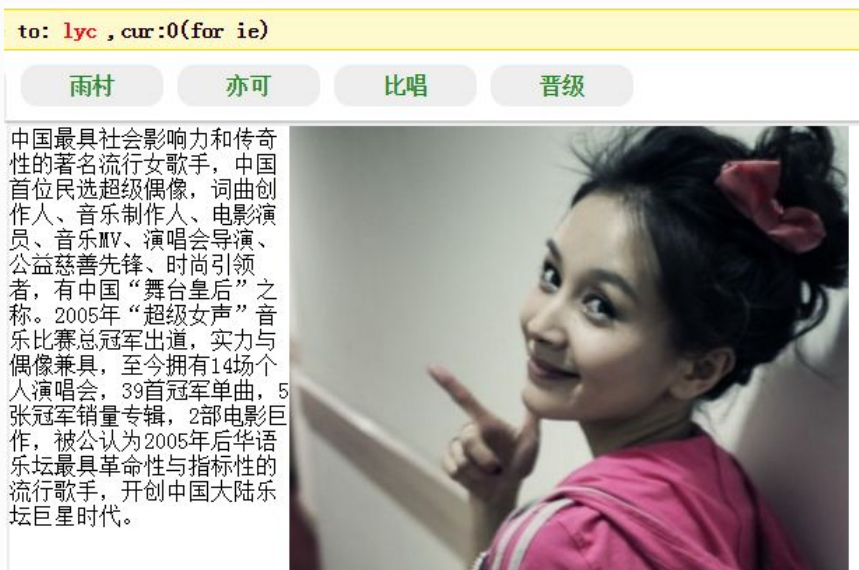 to: lyc ,cur:0(for ie)
雨村 亦可 比唱 晋级
中国最具社会影响力和传奇
性的著名流行女歌手，中国
首位民选超级偶像，词曲创
作人、音乐制作人、电影演
员、音乐MV、演唱会导演、
公益慈善先锋、时尚引领
者，有中国“舞台皇后”之
称。2005年“超级女声”音
乐比赛总冠军出道，实力与
偶像兼具，至今拥有14场个
人演唱会，39首冠军单曲，5
张冠军销量专辑，2部电影巨
作，被公认为2005年后华语
乐坛最具革命性与指标性的
流行歌手，开创中国大陆乐
坛巨星时代。